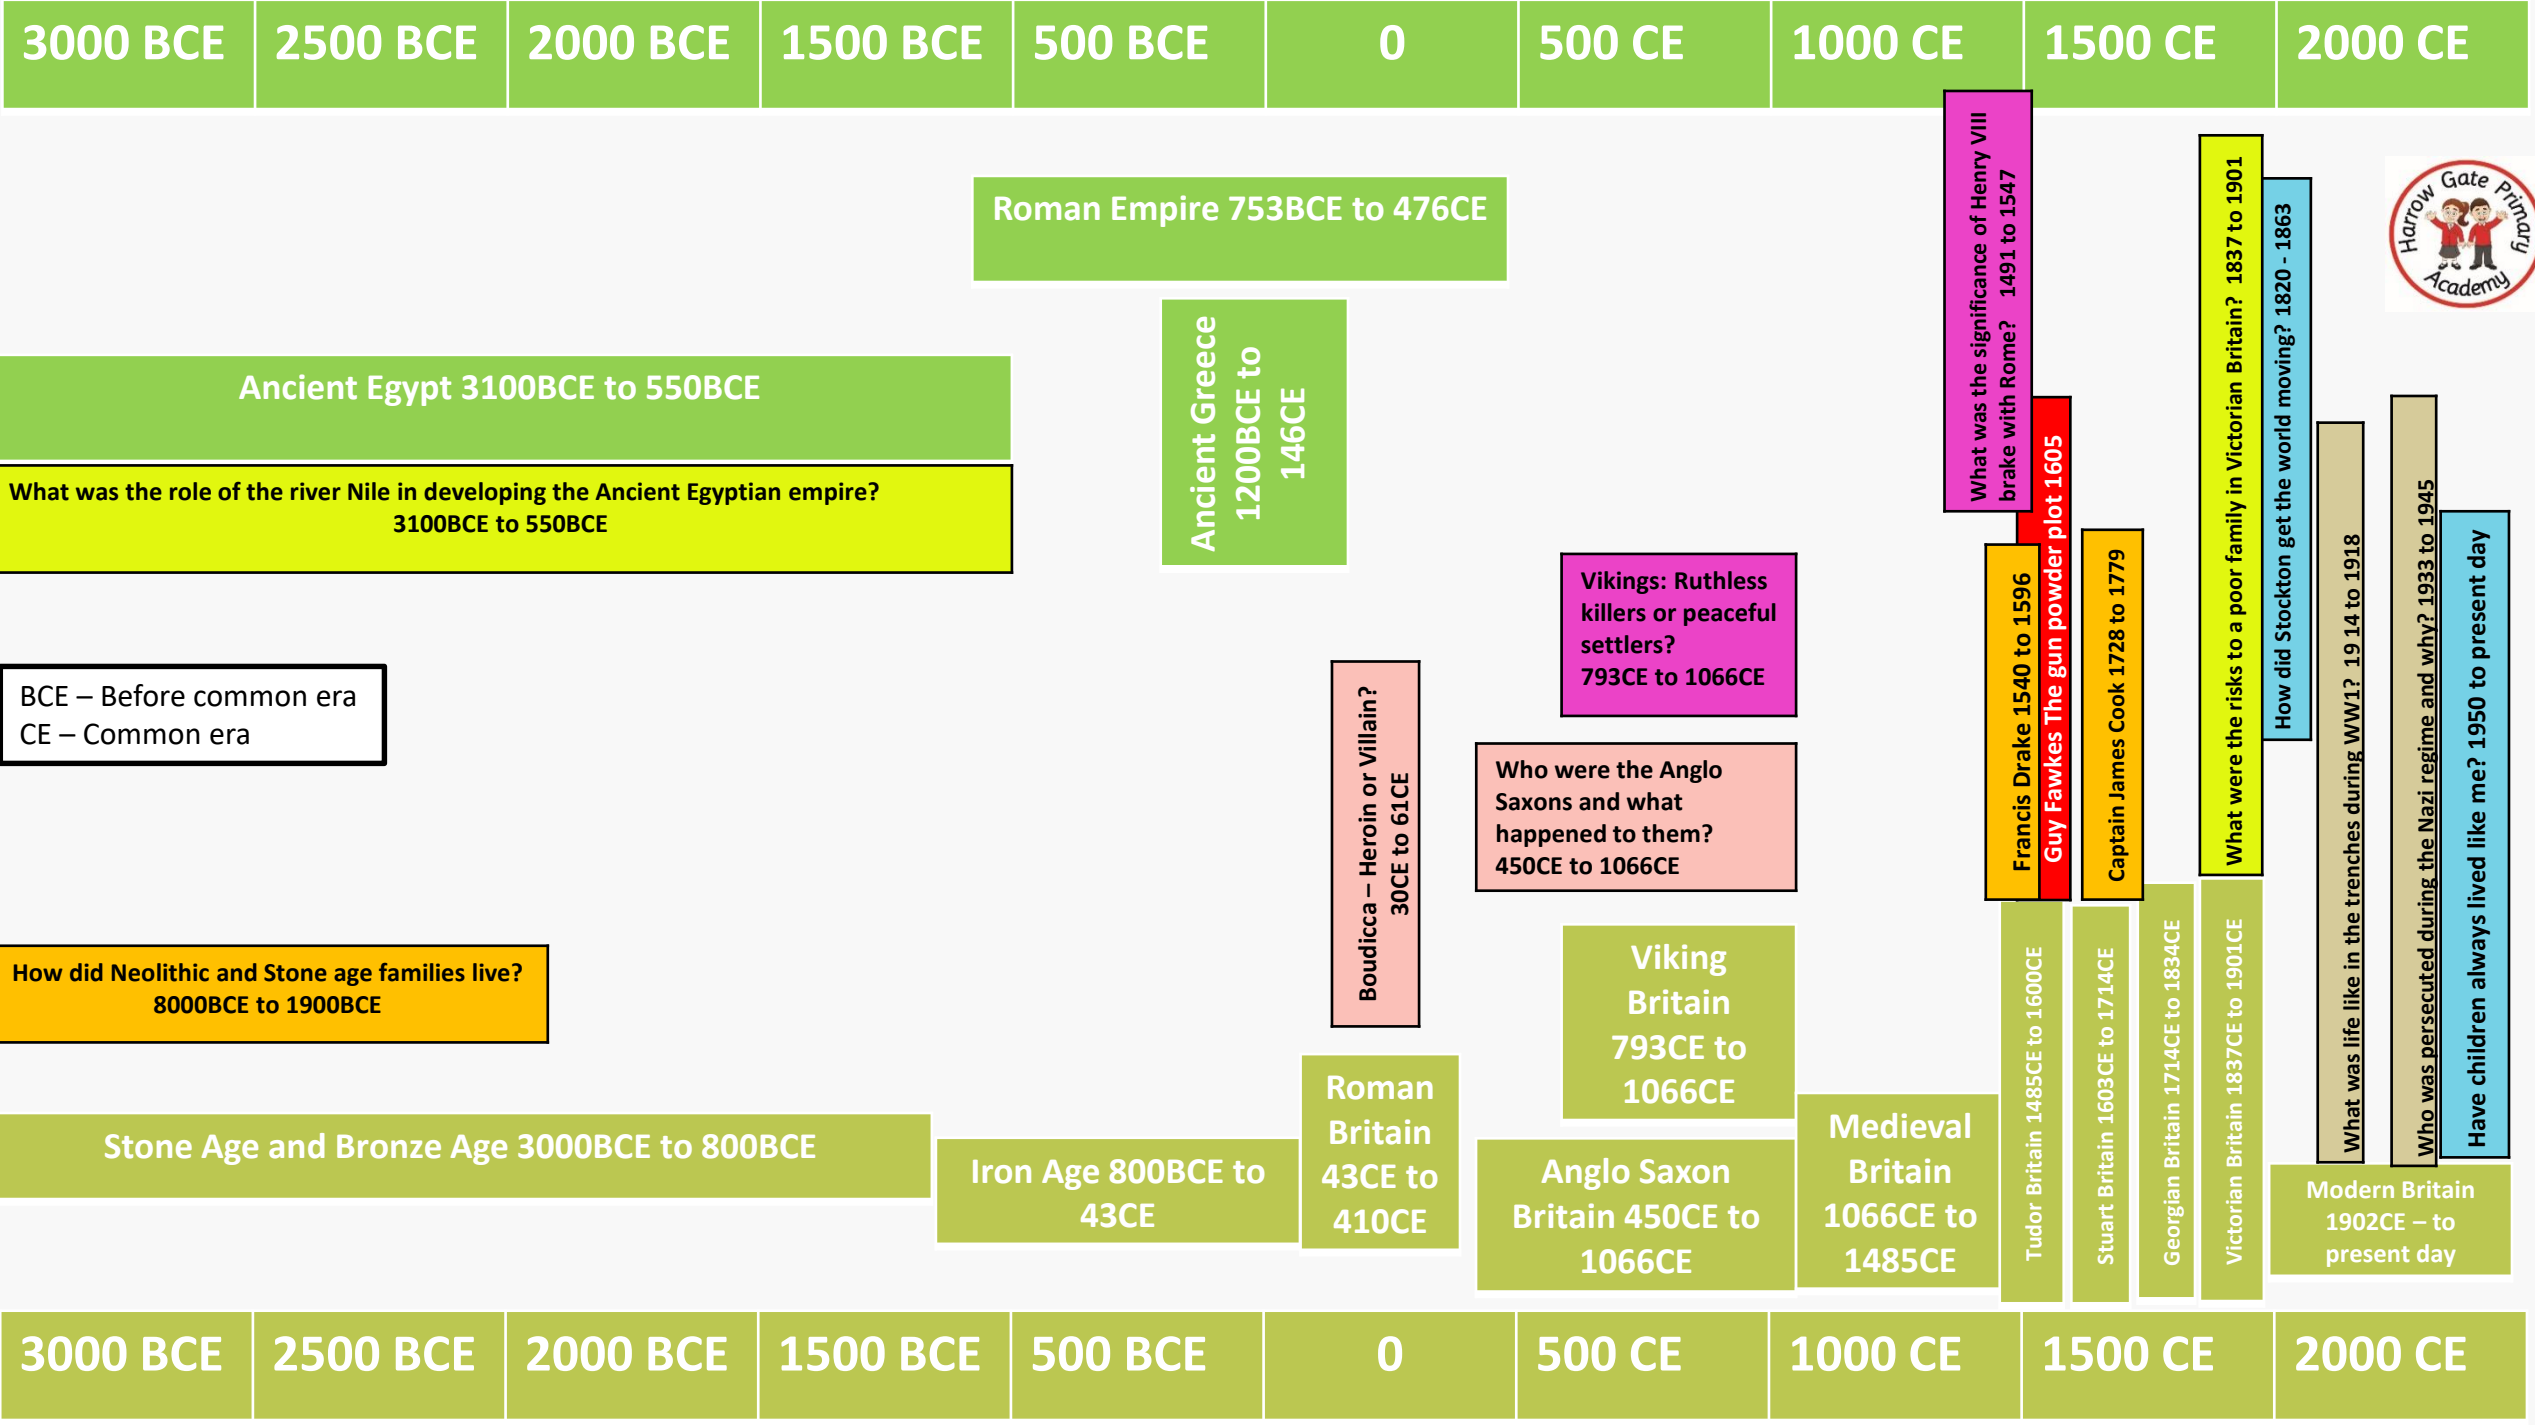 3000 BCE 2500 BCE 2000 BCE 1500 BCE 500 BCE 0 500 CE 1000 CE 1500 CE 2000 CE
Roman Empire 753BCE to 476CE
Ancient Greece
1200BCE to
146CE
Ancient Egypt 3100BCE to 550BCE
What was the role of the river Nile in developing the Ancient Egyptian empire?
3100BCE to 550BCE
BCE – Before common era
CE – Common era
How did Neolithic and Stone age families live?
8000BCE to 1900BCE
Boudicca – Heroin or Villain?
30CE to 61CE
Vikings: Ruthless
killers or peaceful
settlers?
793CE to 1066CE
Who were the Anglo
Saxons and what
happened to them?
450CE to 1066CE
What was the significance of Henry VIII
brake with Rome? 1491 to 1547
Francis Drake 1540 to 1596
Guy Fawkes The gun powder plot 1605
Captain James Cook 1728 to 1779
What were the risks to a poor family in Victorian Britain? 1837 to 1901
How did Stockton get the world moving? 1820 - 1863
What was life like in the trenches during WW1? 19 14 to 1918
Who was persecuted during the Nazi regime and why? 1933 to 1945
Have children always lived like me? 1950 to present day
Harrow Gate Primary
Academy
Stone Age and Bronze Age 3000BCE to 800BCE
Iron Age 800BCE to
43CE
Roman
Britain
43CE to
410CE
Viking
Britain
793CE to
1066CE
Anglo Saxon
Britain 450CE to
1066CE
Medieval
Britain
1066CE to
1485CE
Tudor Britain 1485CE to 1600CE
Stuart Britain 1603CE to 1714CE
Georgian Britain 1714CE to 1834CE
Victorian Britain 1837CE to 1901CE
Modern Britain
1902CE – to
present day
3000 BCE 2500 BCE 2000 BCE 1500 BCE 500 BCE 0 500 CE 1000 CE 1500 CE 2000 CE